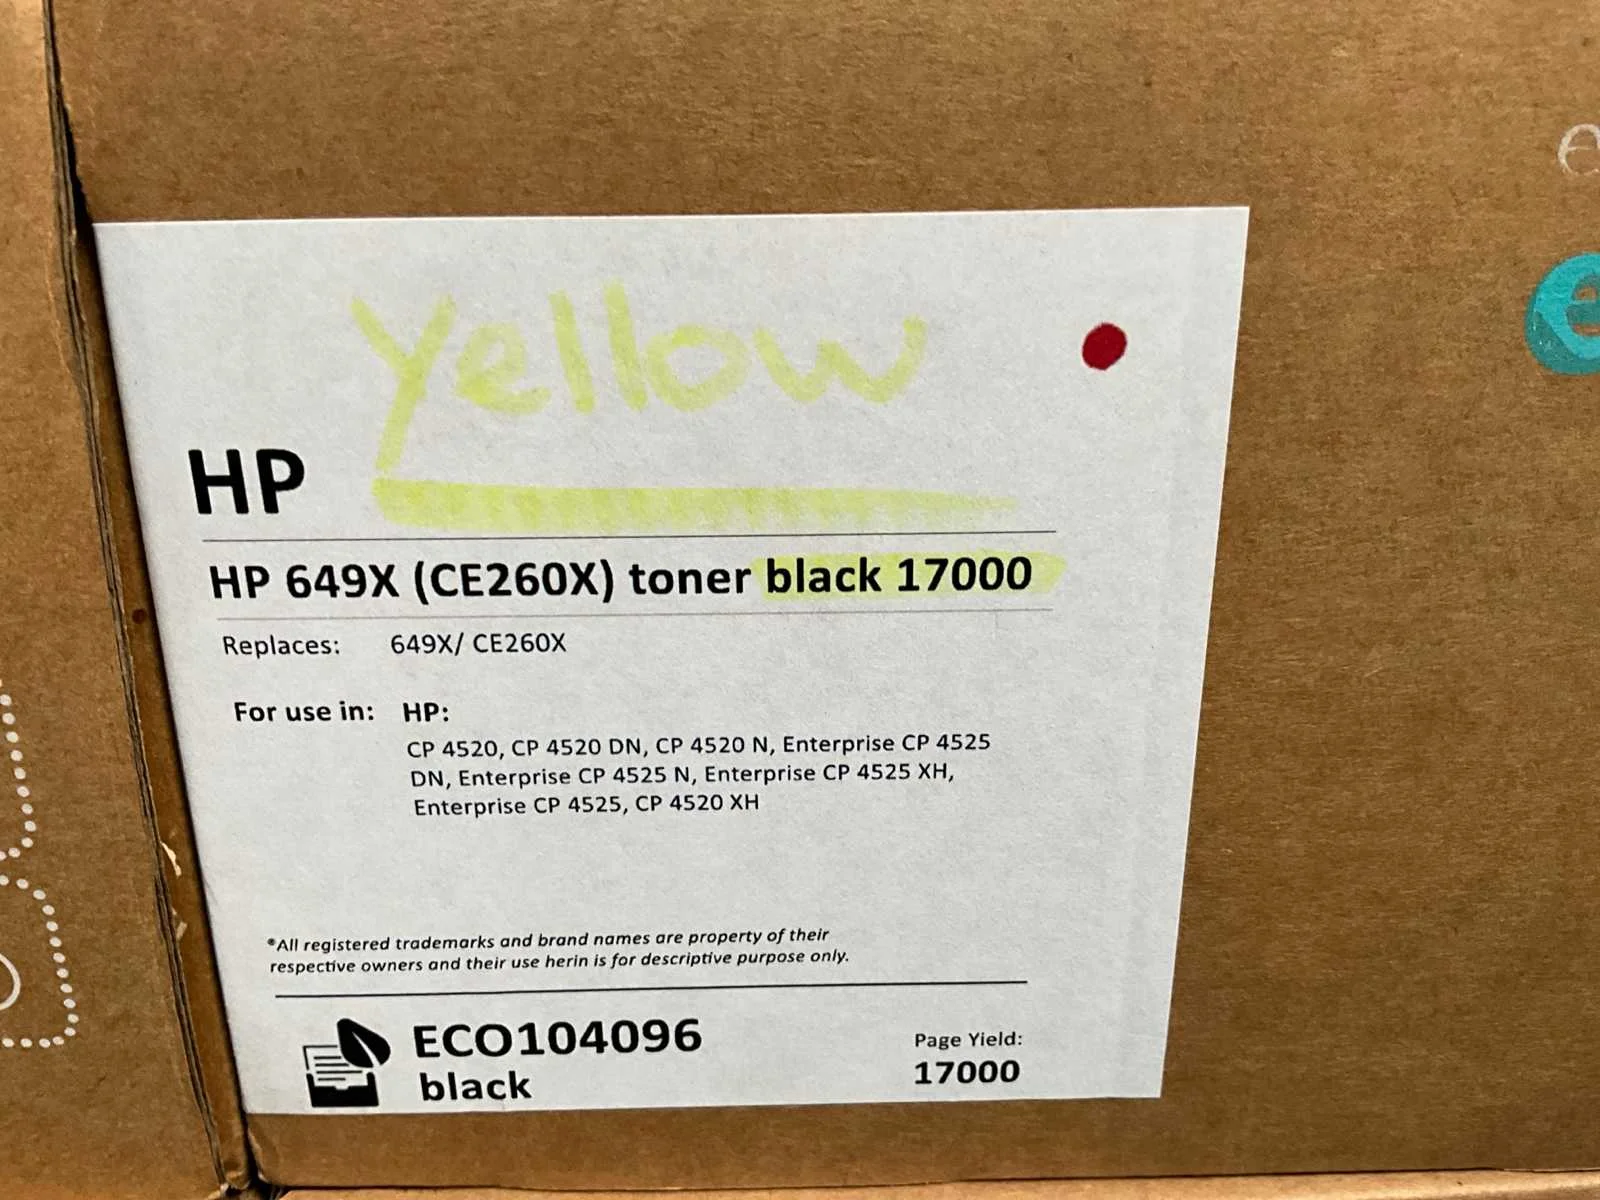 Yellow
HP
HP 649X (CE260X) toner black 17000
Replaces: 649X/ CE260X
For use in: HP:
CP 4520, CP 4520 DN, CP 4520 N, Enterprise CP 4525
DN, Enterprise CP 4525 N, Enterprise CP 4525 XH,
Enterprise CP 4525, CP 4520 XH
*All registered trademarks and brand names are property of their
respective owners and their use herin is for descriptive purpose only.
ECO104096
black
Page Yield:
17000
e